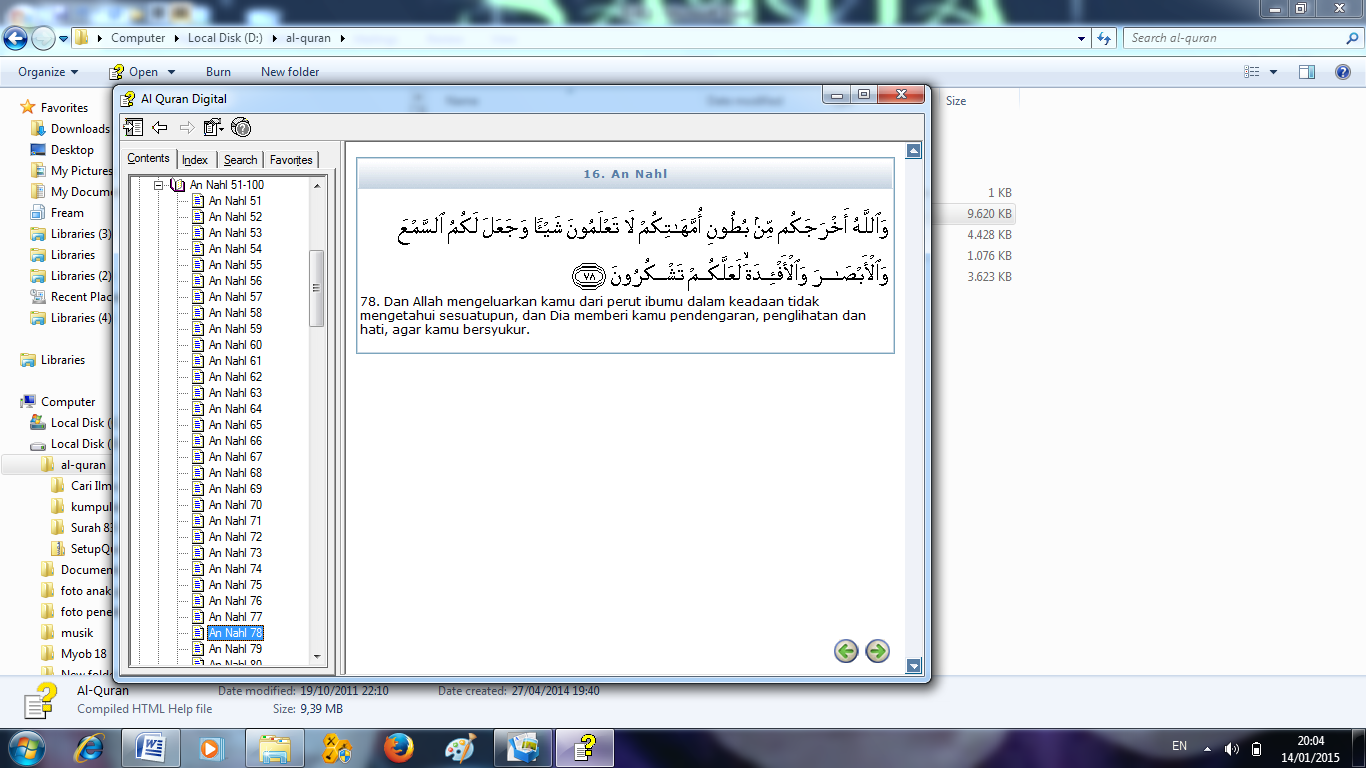 Computer
Local Disk (D:)
al-quran
Search al-quran
Organize
Open
Burn
New folder
Size
1 KB
9.620 KB
4.428 KB
1.076 KB
3.623 KB
Favorites
Downloads
Desktop
My Pictures
My Docume
Fream
Libraries (3)
Libraries
Libraries (2)
Recent Plac
Libraries (4)
Libraries
Computer
Local Disk (
Local Disk (
al-quran
Cari Ilm
kumpul
Surah 83
SetupQu
Documen
foto anak
foto pene
musik
Myob 18
New folde
Al Quran Digital
Contents
Index
Search
Favorites
An Nahl 51-100
An Nahl 51
An Nahl 52
An Nahl 53
An Nahl 54
An Nahl 55
An Nahl 56
An Nahl 57
An Nahl 58
An Nahl 59
An Nahl 60
An Nahl 61
An Nahl 62
An Nahl 63
An Nahl 64
An Nahl 65
An Nahl 66
An Nahl 67
An Nahl 68
An Nahl 69
An Nahl 70
An Nahl 71
An Nahl 72
An Nahl 73
An Nahl 74
An Nahl 75
An Nahl 76
An Nahl 77
An Nahl 78
An Nahl 79
An Nahl 80
16. An Nahl
وَٱللَّهُ أَخْرَجَكُم مِّنۢ بُطُونِ أُمَّهَـٰتِكُمْ لَا تَعْلَمُونَ شَيْـًٔا وَجَعَلَ لَكُمُ ٱلسَّمْعَ
وَٱلْأَبْصَـٰرَ وَٱلْأَفْـِٔدَةَ ۙ لَعَلَّكُمْ تَشْكُرُونَ ﴿٧٨﴾
78. Dan Allah mengeluarkan kamu dari perut ibumu dalam keadaan tidak
mengetahui sesuatupun, dan Dia memberi kamu pendengaran, penglihatan dan
hati, agar kamu bersyukur.
Al-Quran
Date modified: 19/10/2011 22:10
Date created: 27/04/2014 19:40
Compiled HTML Help file
Size: 9,39 MB
EN
20:04
14/01/2015